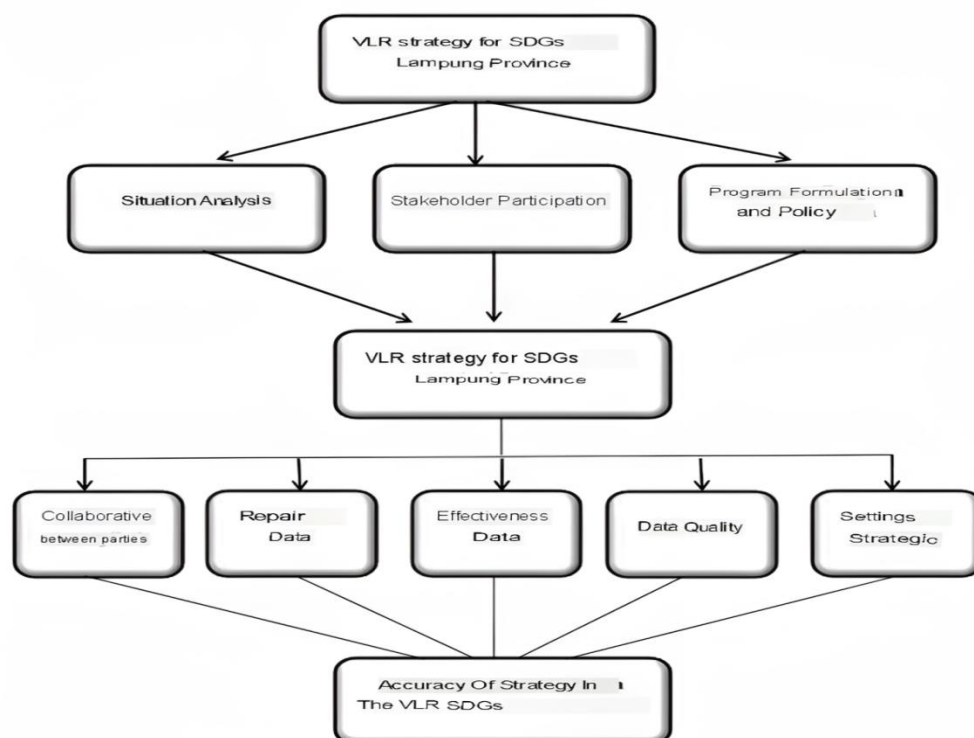 VLR strategy for SDGs
Lampung Province
Situation Analysis
Stakeholder Participation
Program Formulation
and Policy
VLR strategy for SDGs
Lampung Province
Collaborative
between parties
Repair
Data
Effectiveness
Data
Data Quality
Settings
Strategic
Accuracy Of Strategy In
The VLR SDGs